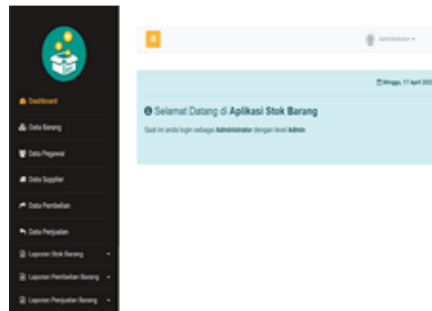 Administrator
Minggu, 17 April 202
Selamat Datang di Aplikasi Stok Barang
Saat ini anda login sebagai Administrator dengan level Admin
Dashboard
Data Barang
Data Pegawai
Data Supplier
Data Pembelian
Data Penjualan
Laporan Stok Barang
Laporan Pembelian Barang
Laporan Penjualan Barang